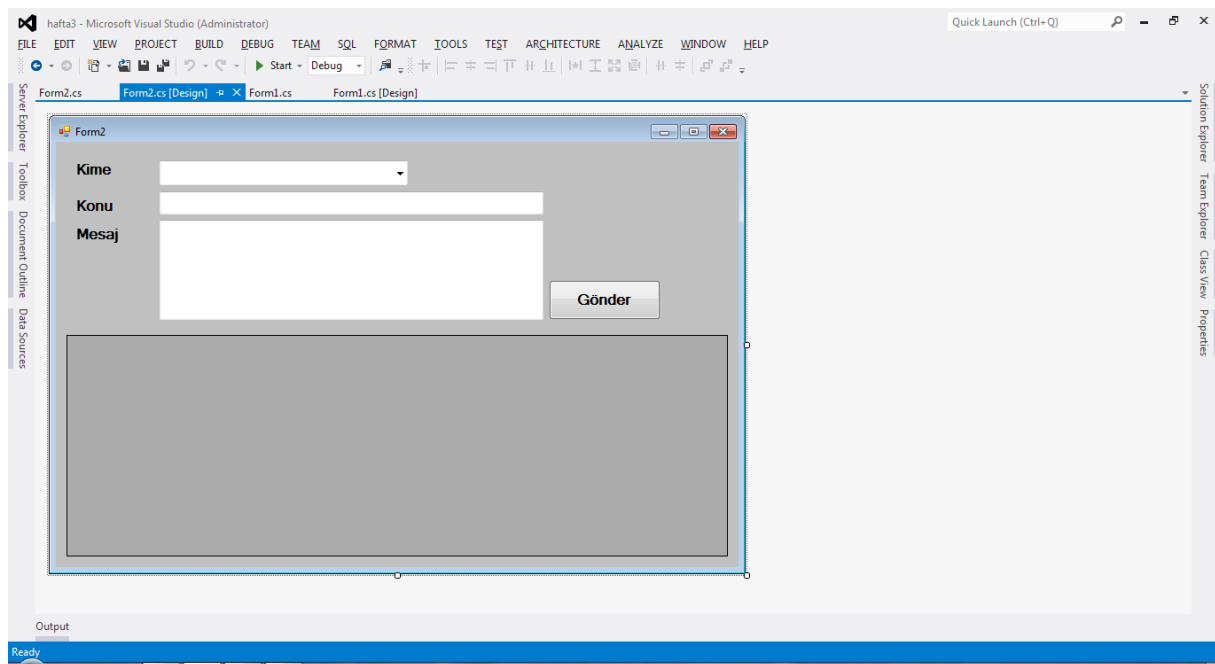 hafta3 - Microsoft Visual Studio (Administrator)
Quick Launch (Ctrl+Q)
FILE EDIT VIEW PROJECT BUILD DEBUG TEAM SQL FORMAT TOOLS TEST ARCHITECTURE ANALYZE WINDOW HELP
Start Debug
Form2.cs Form2.cs [Design] Form1.cs Form1.cs [Design]
Server Explorer
Toolbox
Document Outline
Data Sources
Form2
Kime
Konu
Mesaj
Gönder
Solution Explorer
Team Explorer
Class View
Properties
Output
Ready